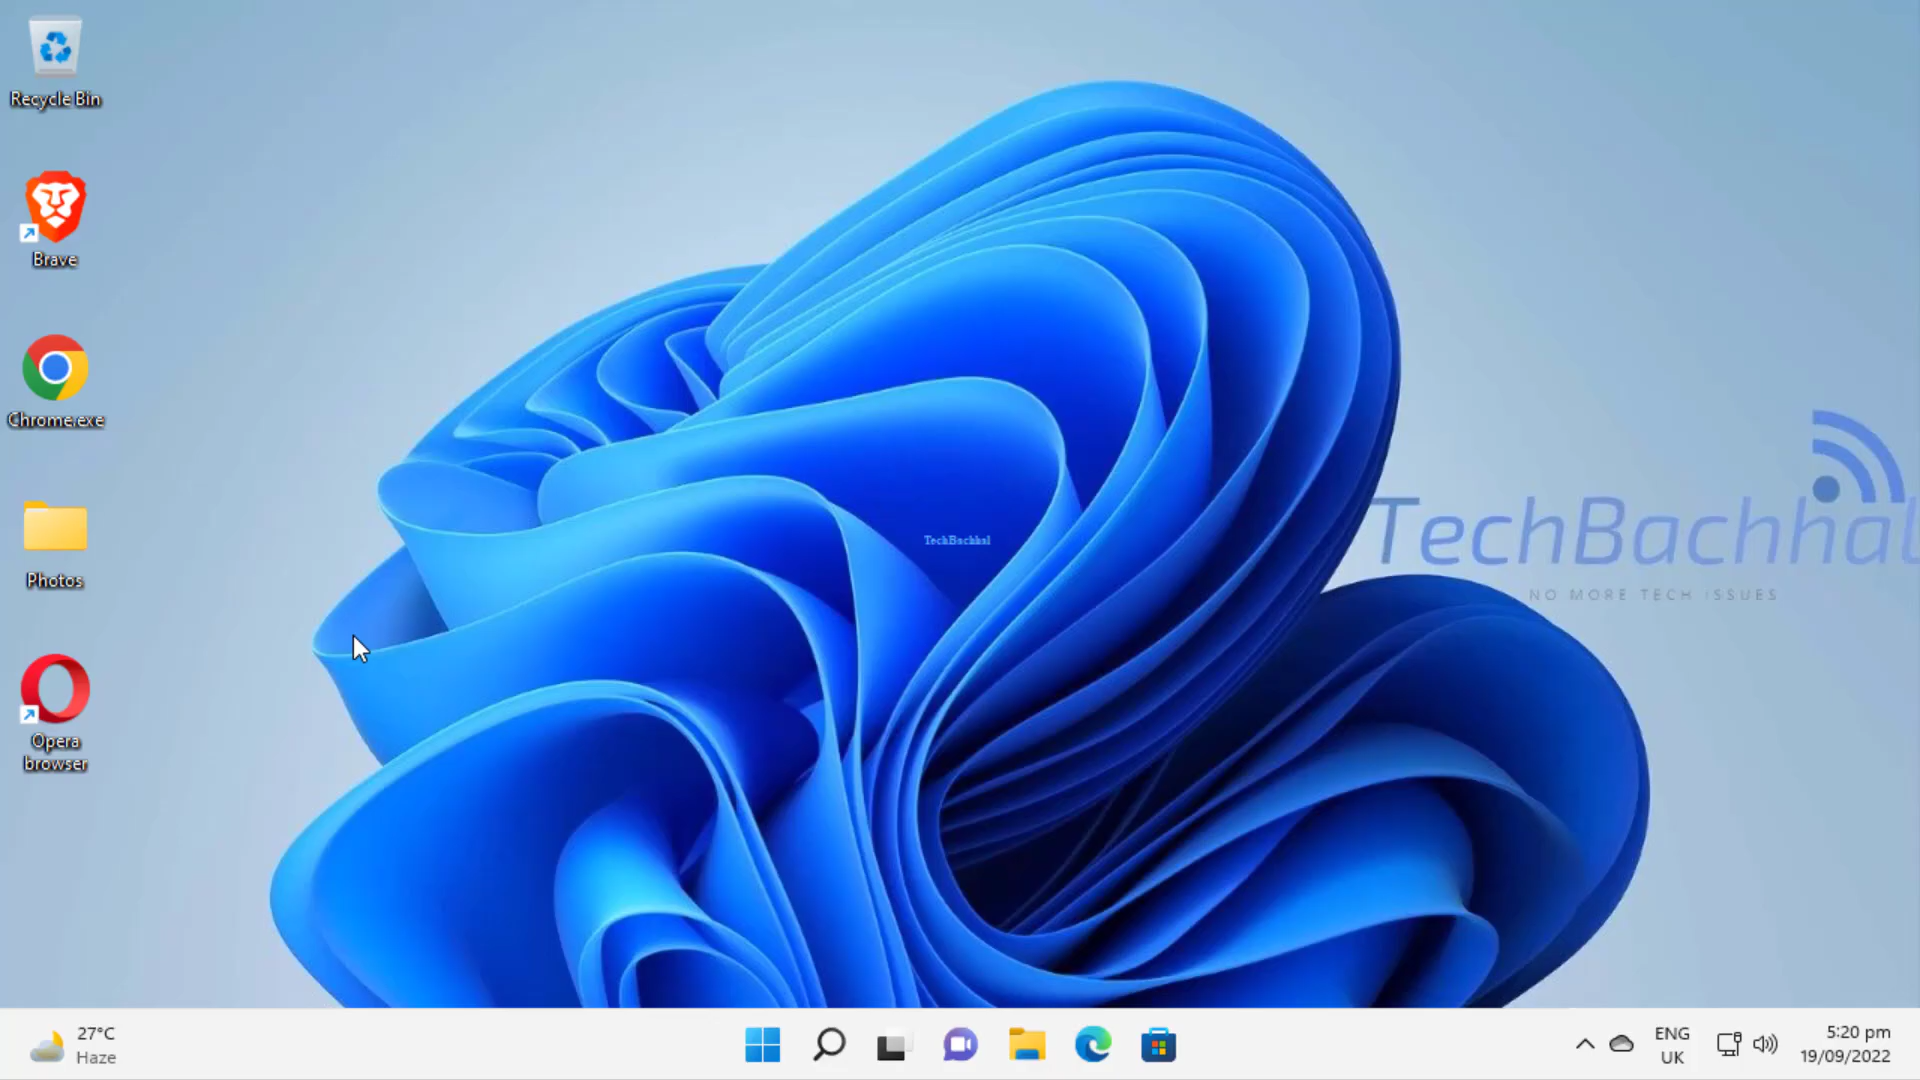 Recycle Bin
Brave
Chrome.exe
Photos
Opera
browser
TechBachhal
TechBachhal
NO MORE TECH ISSUES
27°C
Haze
ENG
UK
5:20 pm
19/09/2022